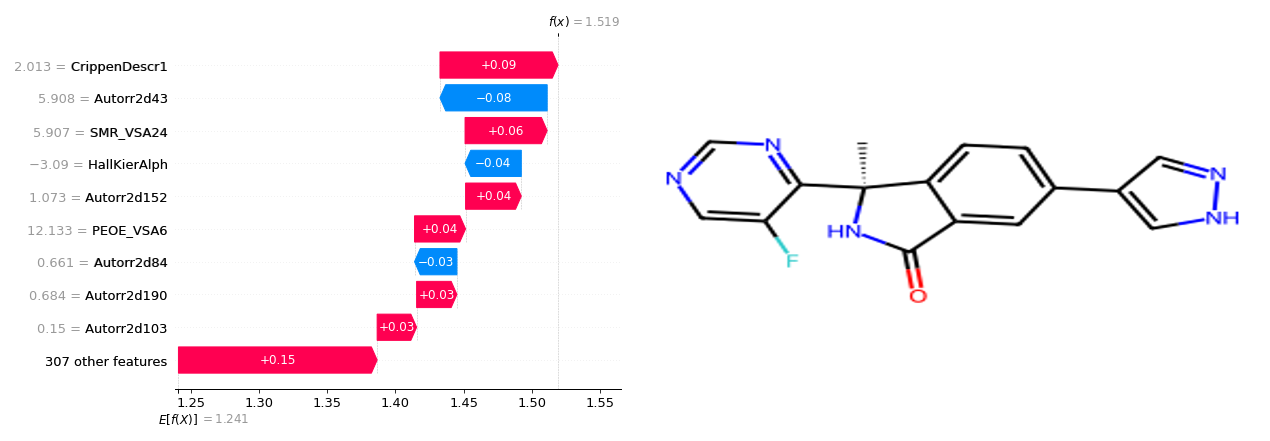 f(x) = 1.519
2.013 = CrippenDescr1
+0.09
5.908 = Autorr2d43
−0.08
5.907 = SMR_VSA24
+0.06
−3.09 = HallKierAlph
−0.04
1.073 = Autorr2d152
+0.04
12.133 = PEOE_VSA6
+0.04
0.661 = Autorr2d84
−0.03
0.684 = Autorr2d190
+0.03
0.15 = Autorr2d103
+0.03
307 other features
+0.15
1.25 1.30 1.35 1.40 1.45 1.50 1.55
E[f(X)] = 1.241
N
N
F
HN
O
N
NH